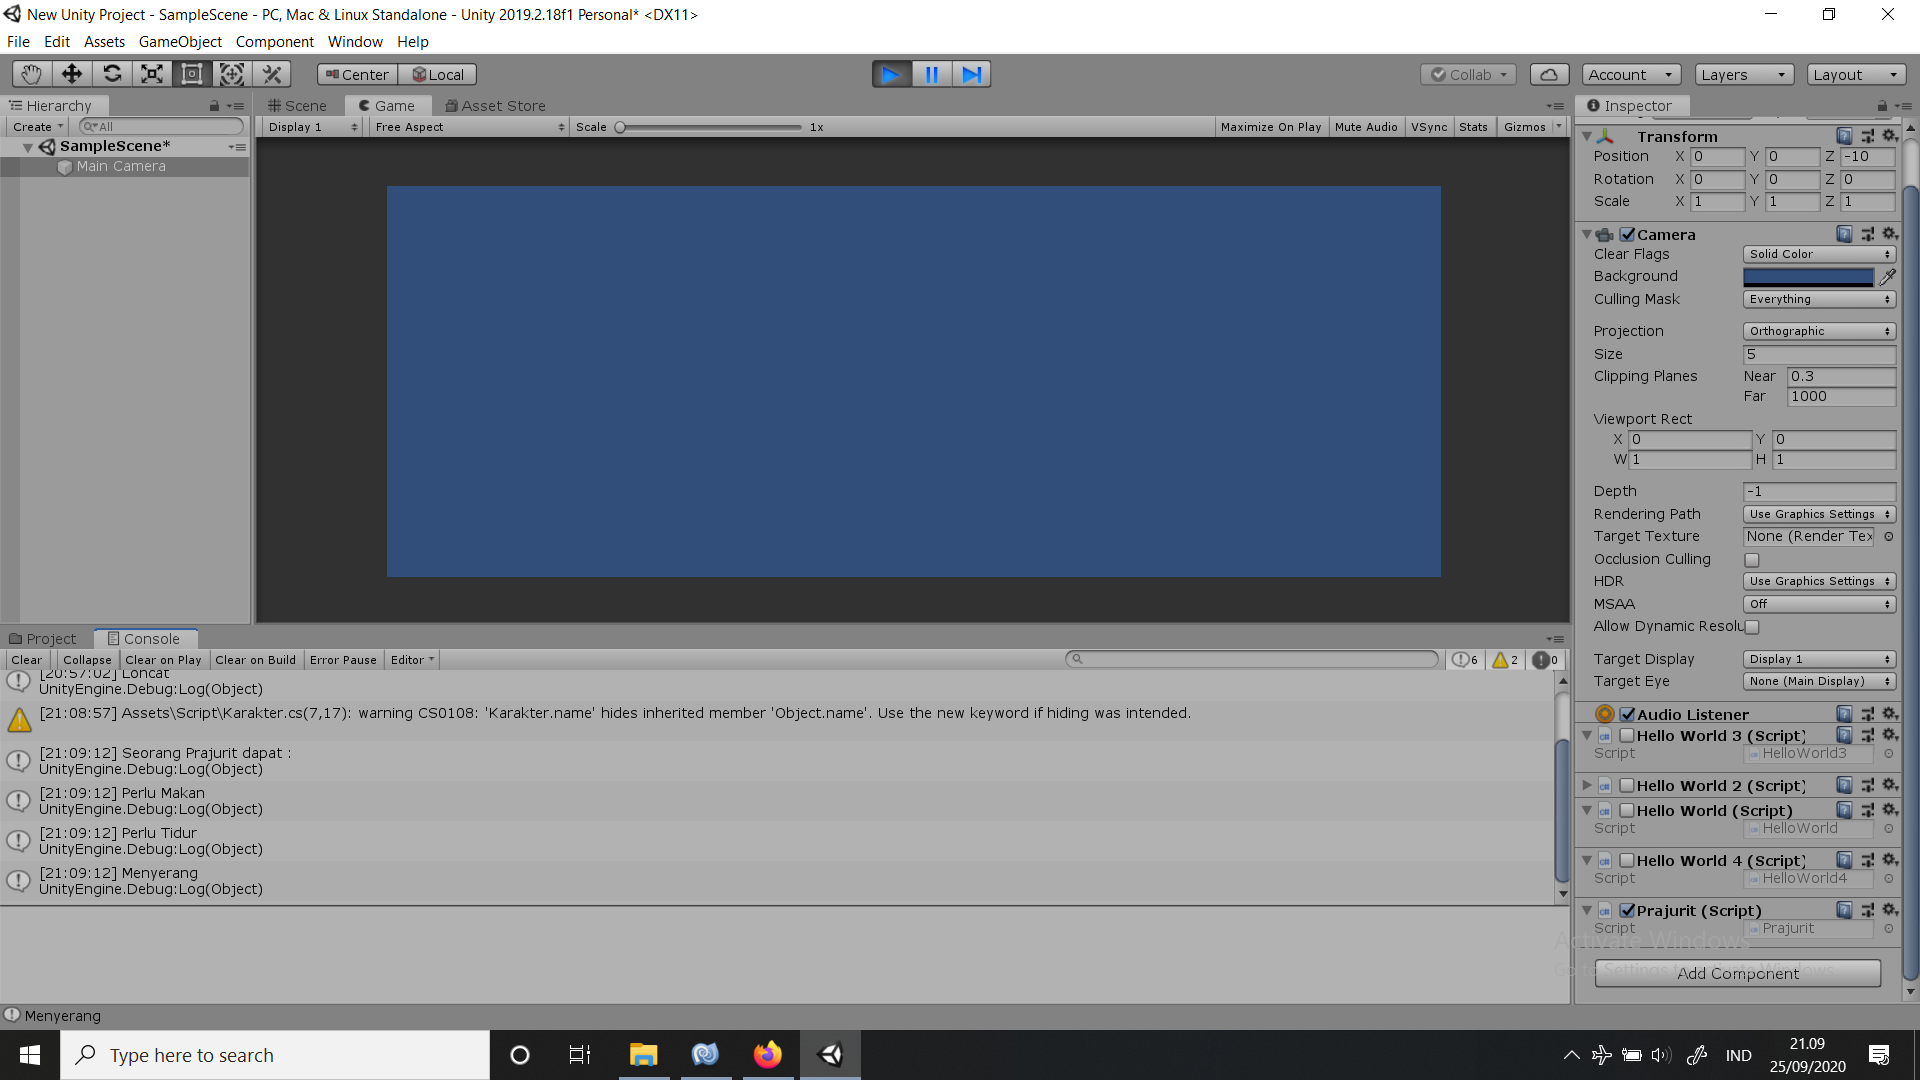 New Unity Project - SampleScene - PC, Mac & Linux Standalone - Unity 2019.2.18f1 Personal* <DX11>
File Edit Assets GameObject Component Window Help
Center Local Collab Account Layers Layout
Hierarchy
Create All
SampleScene*
Main Camera
Scene Game Asset Store
Display 1 Free Aspect Scale 1x Maximize On Play Mute Audio VSync Stats Gizmos
Inspector
Transform
Position X 0 Y 0 Z -10
Rotation X 0 Y 0 Z 0
Scale X 1 Y 1 Z 1
Camera
Clear Flags Solid Color
Background
Culling Mask Everything
Projection Orthographic
Size 5
Clipping Planes Near 0.3
Far 1000
Viewport Rect
X 0 Y 0
W 1 H 1
Depth -1
Rendering Path Use Graphics Settings
Target Texture None (Render Tex
Occlusion Culling
HDR Use Graphics Settings
MSAA Off
Allow Dynamic Resolu
Target Display Display 1
Target Eye None (Main Display)
Audio Listener
Hello World 3 (Script)
Script HelloWorld3
Hello World 2 (Script)
Hello World (Script)
Script HelloWorld
Hello World 4 (Script)
Script HelloWorld4
Prajurit (Script)
Script Prajurit
Add Component
Activate Windows
Go to Settings to activate Windows.
Project Console
Clear Collapse Clear on Play Clear on Build Error Pause Editor 6 2 0
[20:57:02] Loncat
UnityEngine.Debug:Log(Object)
[21:08:57] Assets\Script\Karakter.cs(7,17): warning CS0108: 'Karakter.name' hides inherited member 'Object.name'. Use the new keyword if hiding was intended.
[21:09:12] Seorang Prajurit dapat :
UnityEngine.Debug:Log(Object)
[21:09:12] Perlu Makan
UnityEngine.Debug:Log(Object)
[21:09:12] Perlu Tidur
UnityEngine.Debug:Log(Object)
[21:09:12] Menyerang
UnityEngine.Debug:Log(Object)
Menyerang
Type here to search
IND
21.09
25/09/2020